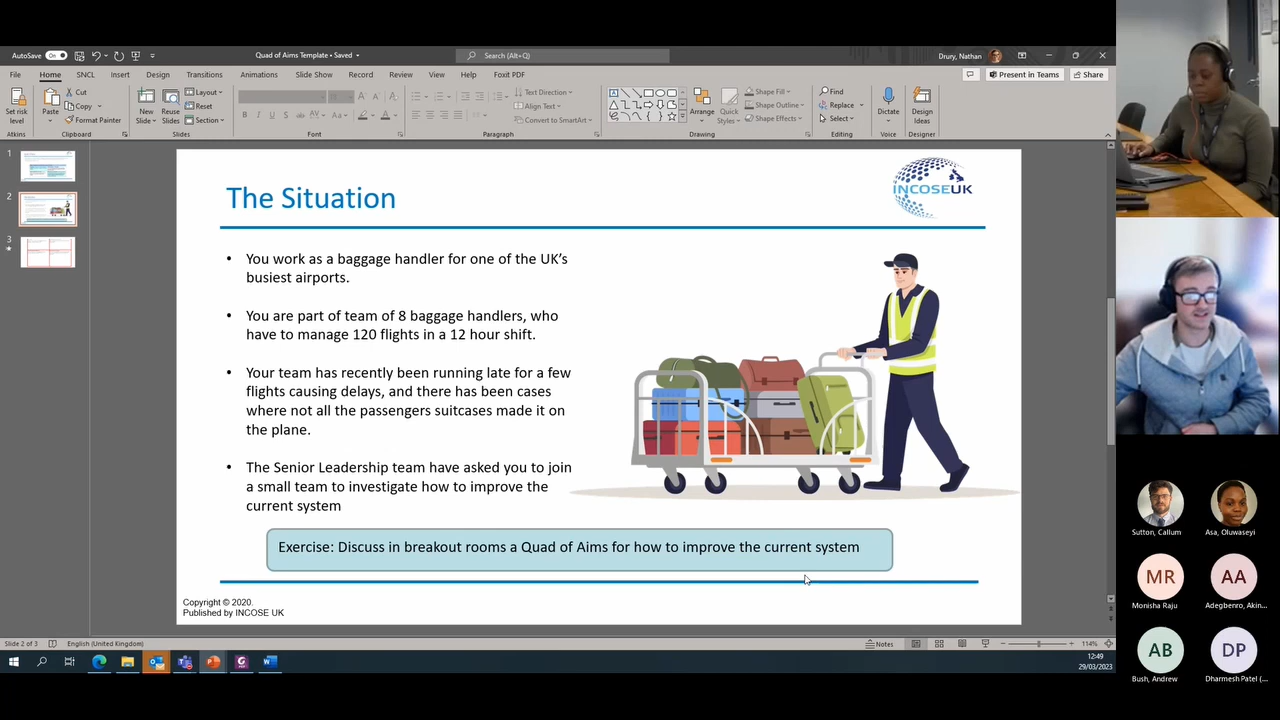 AutoSave
On
Quad of Aims Template • Saved
Search (Alt+Q)
Drury, Nathan
File Home SNCL Insert Design Transitions Animations Slide Show Record Review View Help Foxit PDF
Present in Teams
Share
Set risk
level
Atkins
Paste
Cut
Copy
Format Painter
Clipboard
New
Slide
Reuse
Slides
Layout
Reset
Section
Slides
Font
Text Direction
Align Text
Convert to SmartArt
Paragraph
Arrange
Quick
Styles
Shape Fill
Shape Outline
Shape Effects
Drawing
Find
Replace
Select
Editing
Dictate
Voice
Design
Ideas
Designer
1
2
3
The Situation
INCOSEUK
• You work as a baggage handler for one of the UK's
busiest airports.
• You are part of team of 8 baggage handlers, who
have to manage 120 flights in a 12 hour shift.
• Your team has recently been running late for a few
flights causing delays, and there has been cases
where not all the passengers suitcases made it on
the plane.
• The Senior Leadership team have asked you to join
a small team to investigate how to improve the
current system
Exercise: Discuss in breakout rooms a Quad of Aims for how to improve the current system
Copyright © 2020.
Published by INCOSE UK
Slide 2 of 3
English (United Kingdom)
Notes
114%
12:49
29/03/2023
Sutton, Callum
Asa, Oluwaseyi
MR
AA
Monisha Raju
Adegbenro, Akin...
AB
DP
Bush, Andrew
Dharmesh Patel (...